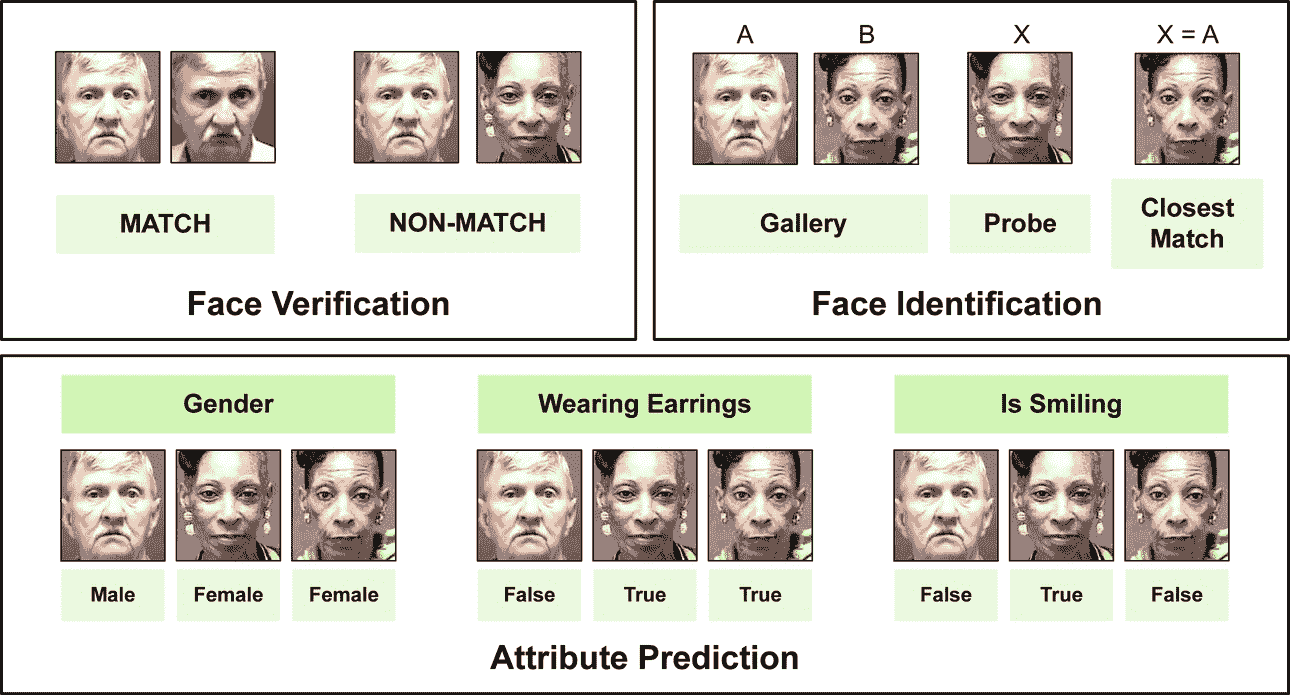 MATCH
NON-MATCH
Face Verification
A B X X = A
Gallery
Probe
Closest
Match
Face Identification
Gender
Wearing Earrings
Is Smiling
Male Female Female
False True True
False True False
Attribute Prediction